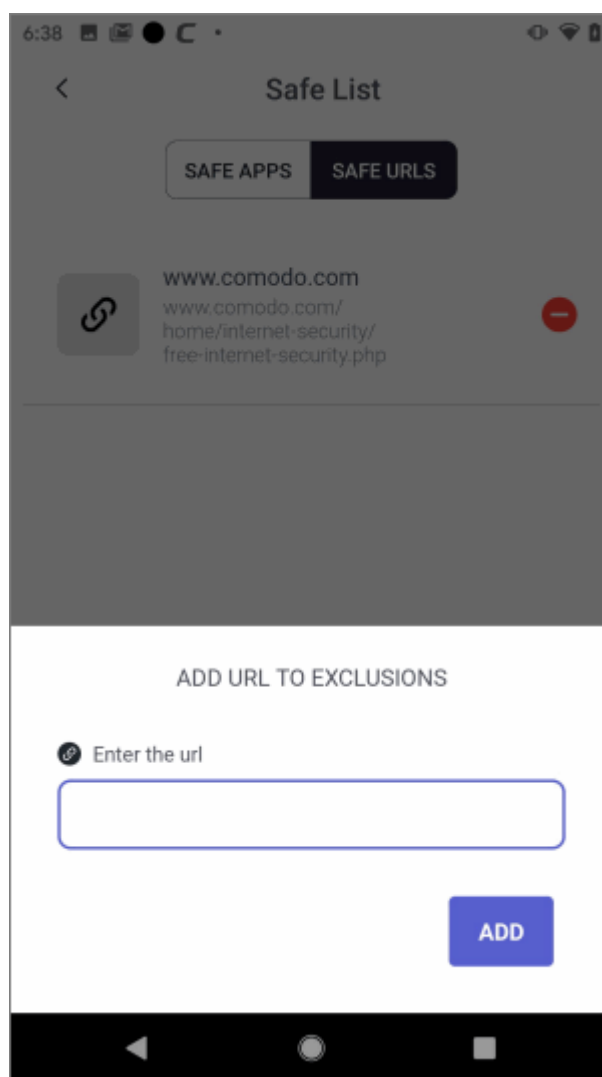 6:38
Safe List
SAFE APPS SAFE URLS
www.comodo.com
www.comodo.com/
home/internet-security/
free-internet-security.php
ADD URL TO EXCLUSIONS
Enter the url
ADD